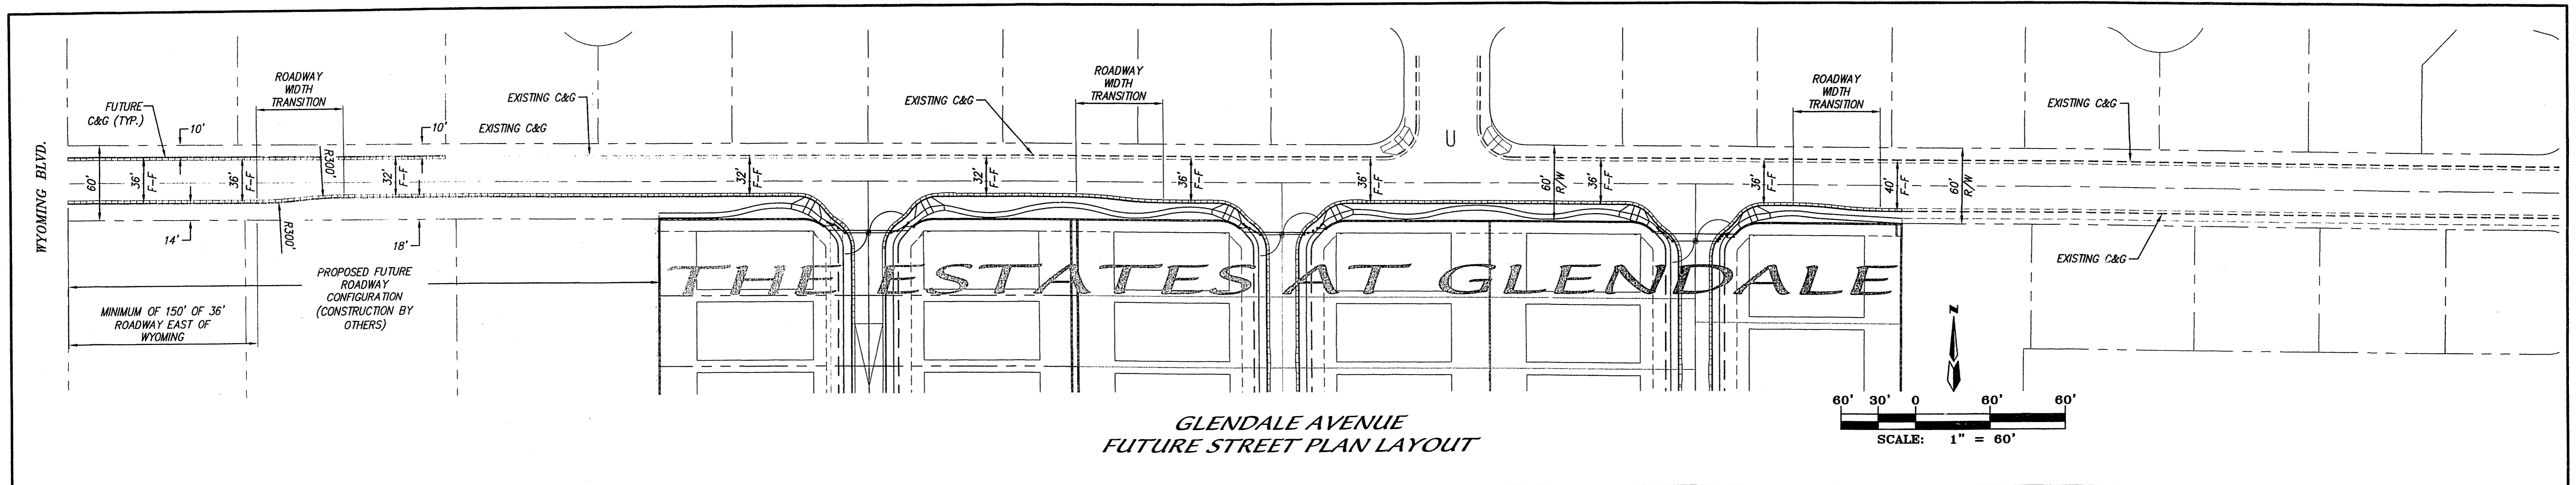 WYOMING BLVD.
FUTURE
C&G (TYP.)
10'
ROADWAY
WIDTH
TRANSITION
60'
36'
F-F
36'
F-F
R300'
R300'
14'
32'
F-F
10'
18'
EXISTING C&G
EXISTING C&G
MINIMUM OF 150' OF 36'
ROADWAY EAST OF
WYOMING
PROPOSED FUTURE
ROADWAY
CONFIGURATION
(CONSTRUCTION BY
OTHERS)
32'
F-F
EXISTING C&G
32'
F-F
ROADWAY
WIDTH
TRANSITION
36'
F-F
36'
F-F
60'
R/W
36'
F-F
36'
F-F
ROADWAY
WIDTH
TRANSITION
40'
F-F
60'
R/W
EXISTING C&G
EXISTING C&G
THE ESTATES AT GLENDALE
GLENDALE AVENUE
FUTURE STREET PLAN LAYOUT
Z
60' 30' 0 60' 60'
SCALE: 1" = 60'